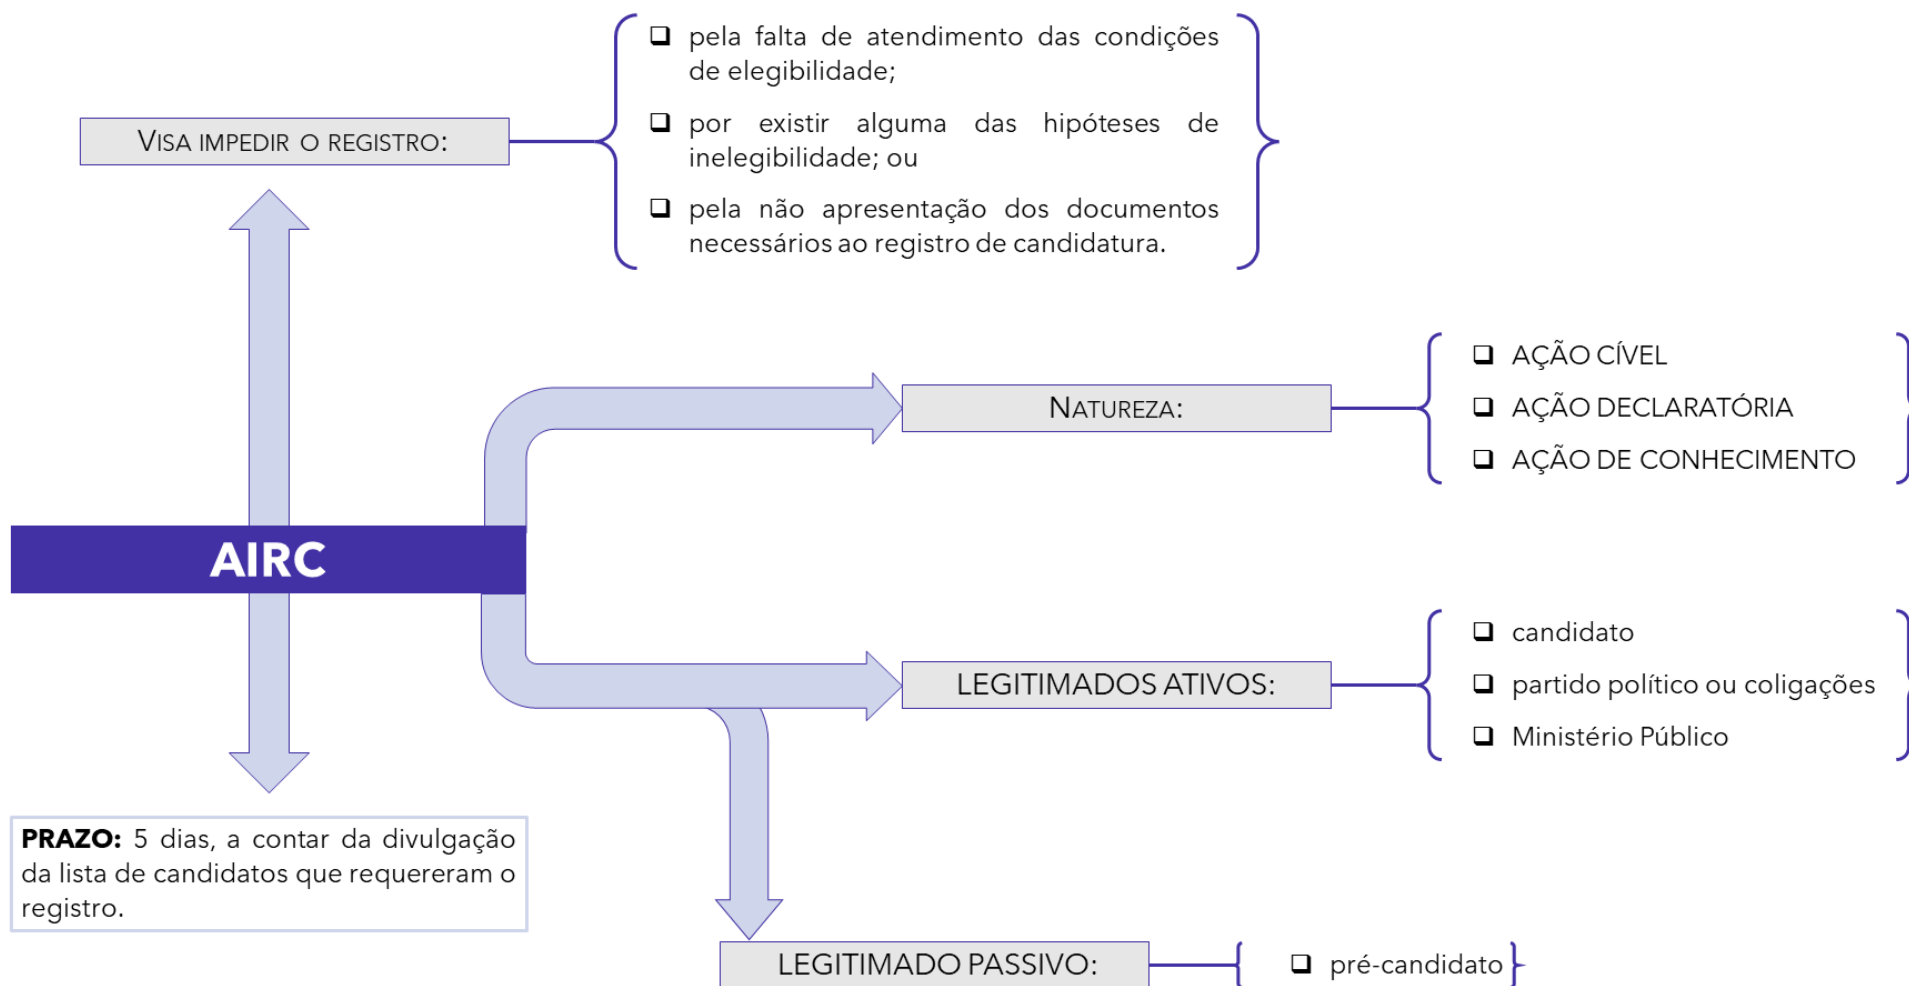 pela falta de atendimento das condições
de elegibilidade;
VISA IMPEDIR O REGISTRO:
por existir alguma das hipóteses de
inelegibilidade; ou
pela não apresentação dos documentos
necessários ao registro de candidatura.
AÇÃO CÍVEL
NATUREZA:
AÇÃO DECLARATÓRIA
AÇÃO DE CONHECIMENTO
AIRC
candidato
LEGITIMADOS ATIVOS:
partido político ou coligações
Ministério Público
PRAZO: 5 dias, a contar da divulgação
da lista de candidatos que requereram o
registro.
LEGITIMADO PASSIVO:
pré-candidato